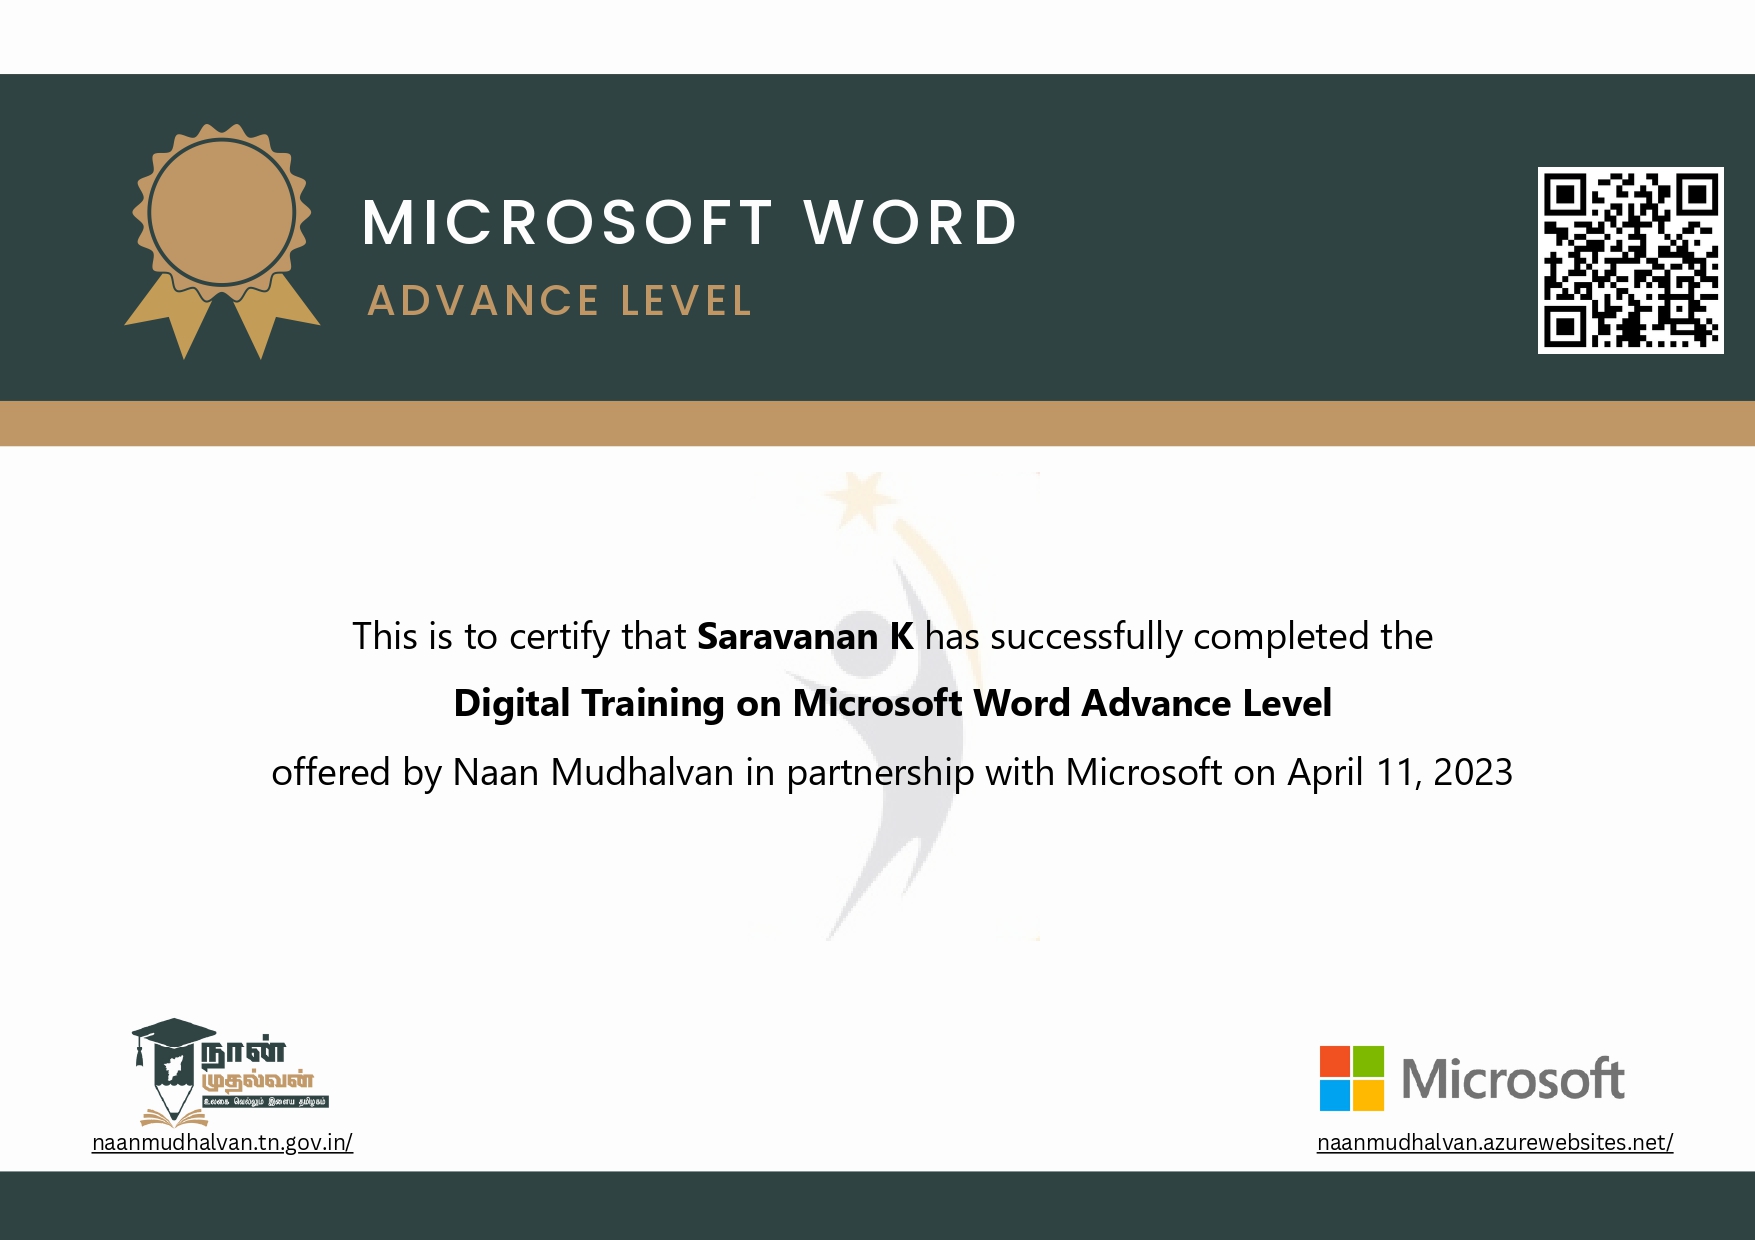 MICROSOFT WORD
ADVANCE LEVEL
This is to certify that Saravanan K has successfully completed the
Digital Training on Microsoft Word Advance Level
offered by Naan Mudhalvan in partnership with Microsoft on April 11, 2023
நான்
முதல்வன்
உலகை வெல்லும் இளைய தமிழகம்
naanmudhalvan.tn.gov.in/
Microsoft
naanmudhalvan.azurewebsites.net/